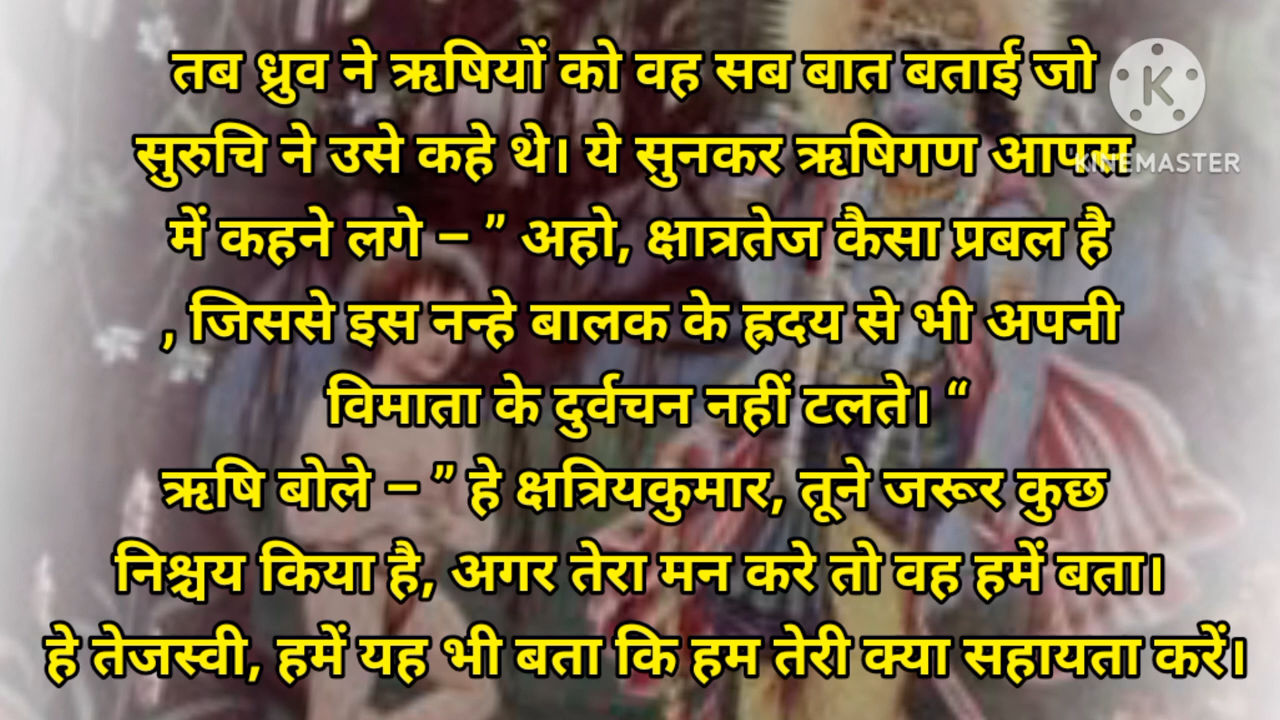 तब ध्रुव ने ऋषियों को वह सब बात बताई जो
सुरुचि ने उसे कहे थे। ये सुनकर ऋषिगण आपस
में कहने लगे – ” अहो, क्षात्रतेज कैसा प्रबल है
, जिससे इस नन्हे बालक के ह्रदय से भी अपनी
विमाता के दुर्वचन नहीं टलते। “
ऋषि बोले – ” हे क्षत्रियकुमार, तूने जरूर कुछ
निश्चय किया है, अगर तेरा मन करे तो वह हमें बता।
हे तेजस्वी, हमें यह भी बता कि हम तेरी क्या सहायता करें।
K
KINEMASTER